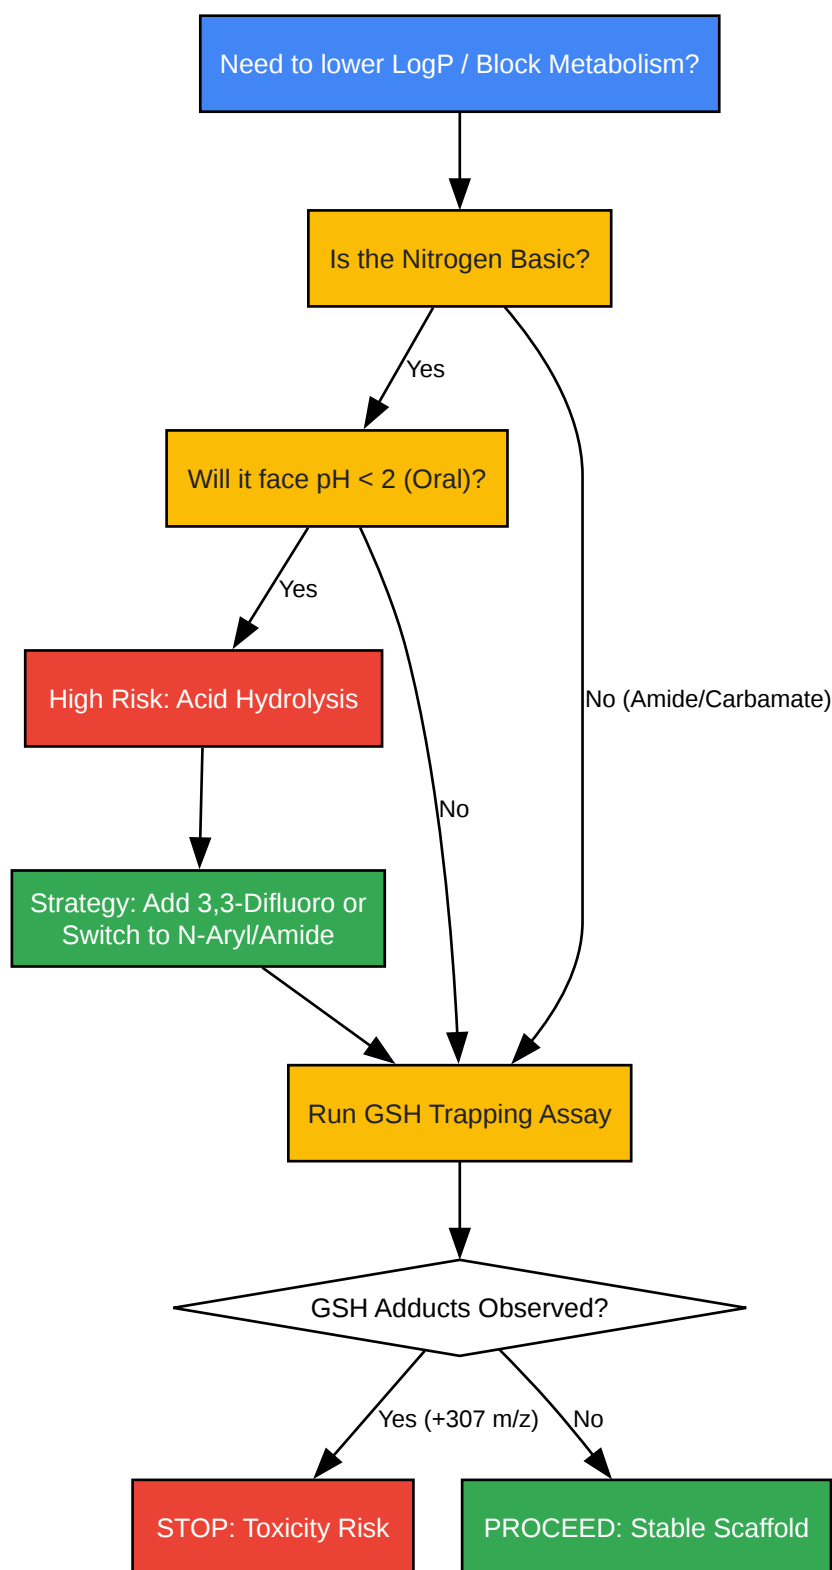 Need to lower LogP / Block Metabolism?
Is the Nitrogen Basic?
Yes
Will it face pH < 2 (Oral)?
Yes
High Risk: Acid Hydrolysis
No (Amide/Carbamate)
No
Strategy: Add 3,3-Difluoro or
Switch to N-Aryl/Amide
Run GSH Trapping Assay
GSH Adducts Observed?
Yes (+307 m/z)
No
STOP: Toxicity Risk
PROCEED: Stable Scaffold